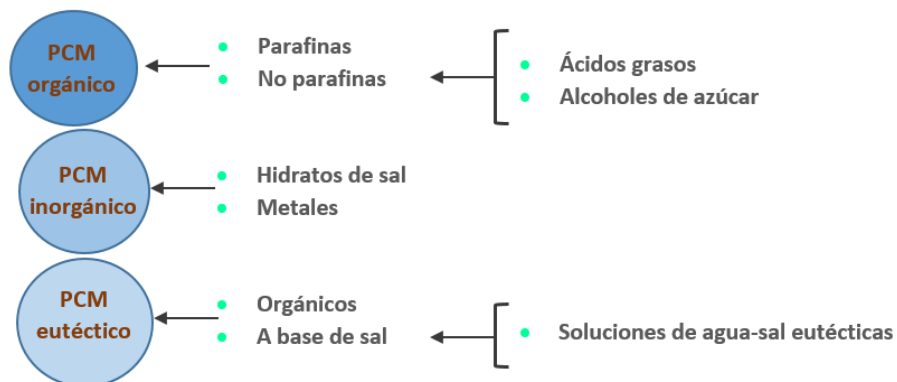 PCM
orgánico
Parafinas
No parafinas
Ácidos grasos
Alcoholes de azúcar
PCM
inorgánico
Hidratos de sal
Metales
PCM
eutéctico
Orgánicos
A base de sal
Soluciones de agua-sal eutécticas